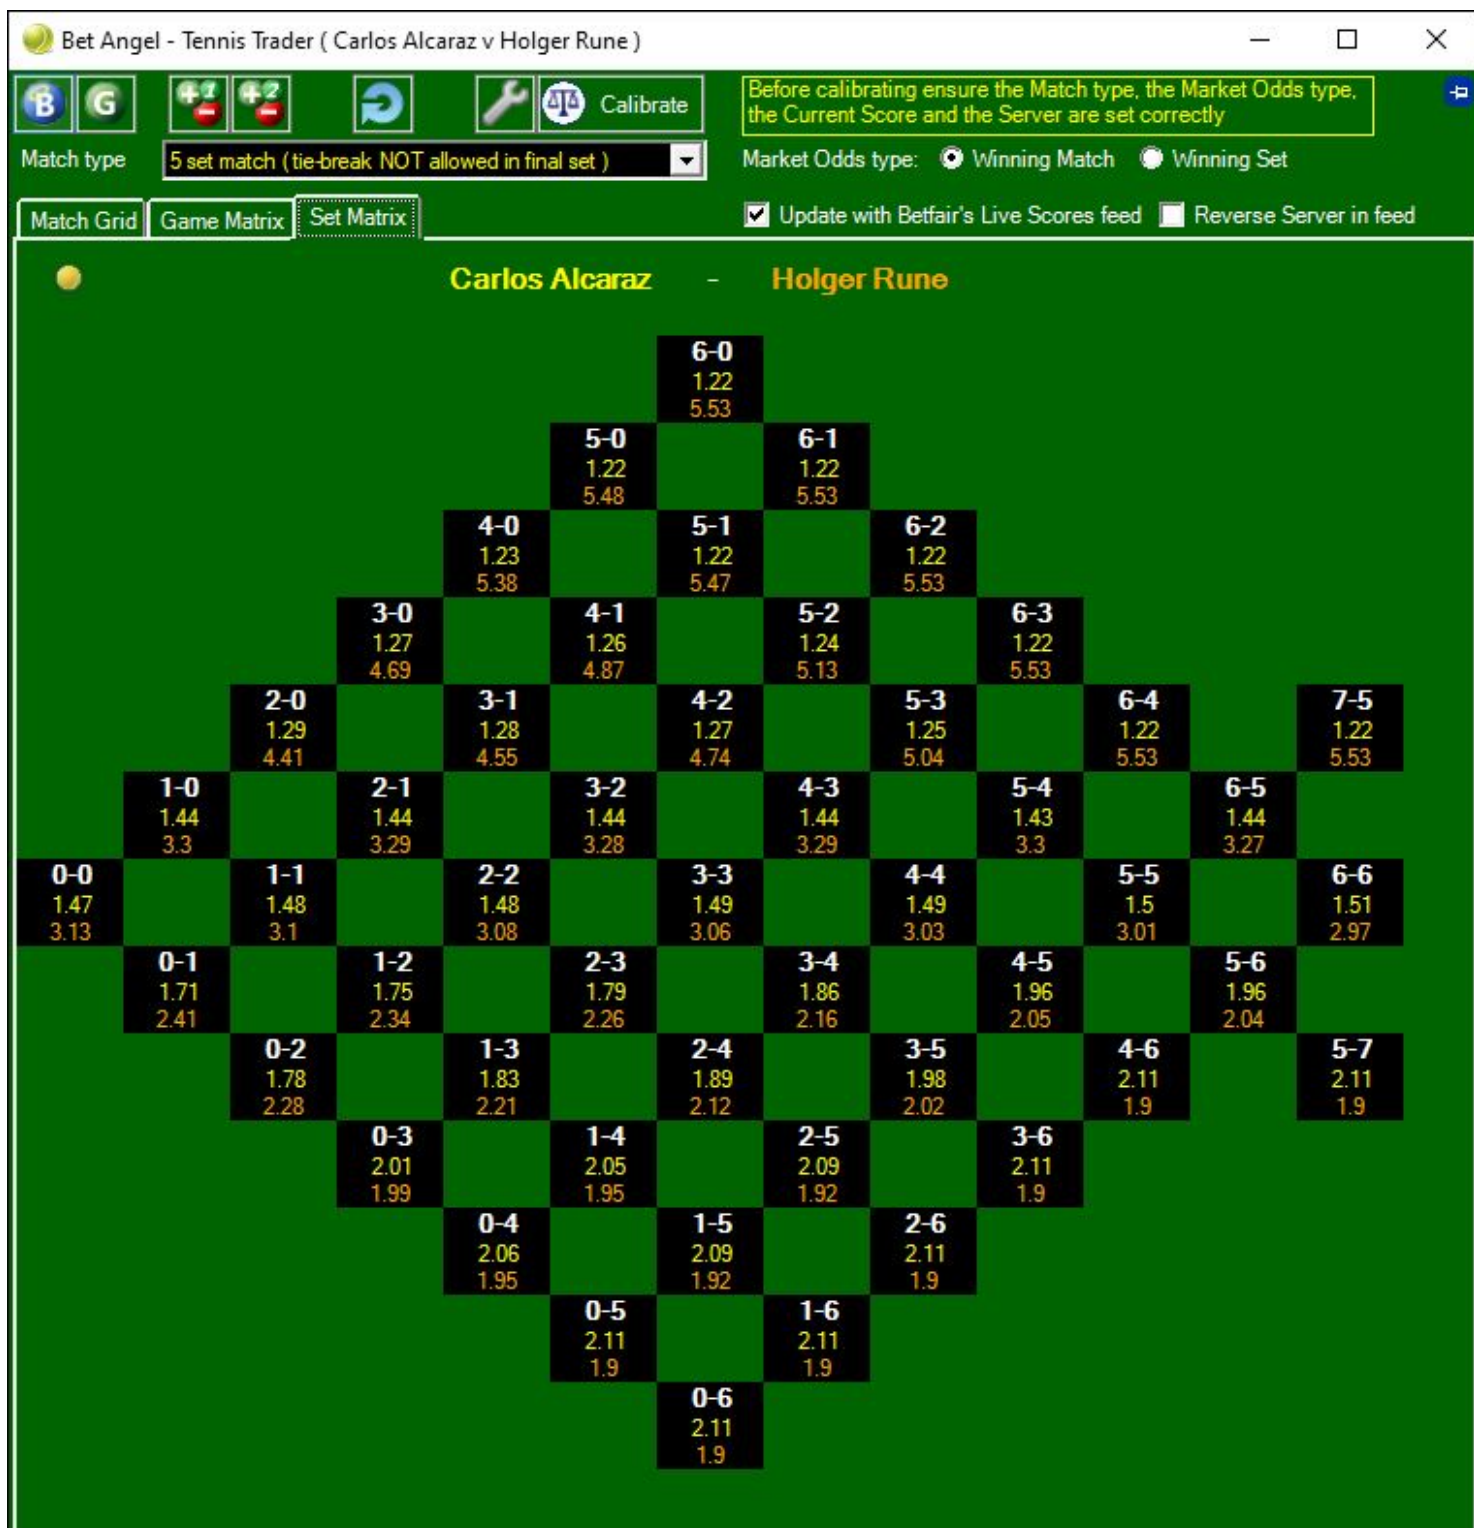 Bet Angel - Tennis Trader ( Carlos Alcaraz v Holger Rune )
B G +1 +2 Calibrate
Before calibrating ensure the Match type, the Market Odds type,
the Current Score and the Server are set correctly
Match type 5 set match ( tie-break NOT allowed in final set ) Market Odds type: Winning Match Winning Set
Match Grid Game Matrix Set Matrix Update with Betfair's Live Scores feed Reverse Server in feed
Carlos Alcaraz - Holger Rune
6-0
1.22
5.53
5-0 6-1
1.22 1.22
5.48 5.53
4-0 5-1 6-2
1.23 1.22 1.22
5.38 5.47 5.53
3-0 4-1 5-2 6-3
1.27 1.26 1.24 1.22
4.69 4.87 5.13 5.53
2-0 3-1 4-2 5-3 6-4 7-5
1.29 1.28 1.27 1.25 1.22 1.22
4.41 4.55 4.74 5.04 5.53 5.53
1-0 2-1 3-2 4-3 5-4 6-5
1.44 1.44 1.44 1.44 1.43 1.44
3.3 3.29 3.28 3.29 3.3 3.27
0-0 1-1 2-2 3-3 4-4 5-5 6-6
1.47 1.48 1.48 1.49 1.49 1.5 1.51
3.13 3.1 3.08 3.06 3.03 3.01 2.97
0-1 1-2 2-3 3-4 4-5 5-6
1.71 1.75 1.79 1.86 1.96 1.96
2.41 2.34 2.26 2.16 2.05 2.04
0-2 1-3 2-4 3-5 4-6 5-7
1.78 1.83 1.89 1.98 2.11 2.11
2.28 2.21 2.12 2.02 1.9 1.9
0-3 1-4 2-5 3-6
2.01 2.05 2.09 2.11
1.99 1.95 1.92 1.9
0-4 1-5 2-6
2.06 2.09 2.11
1.95 1.92 1.9
0-5 1-6
2.11 2.11
1.9 1.9
0-6
2.11
1.9